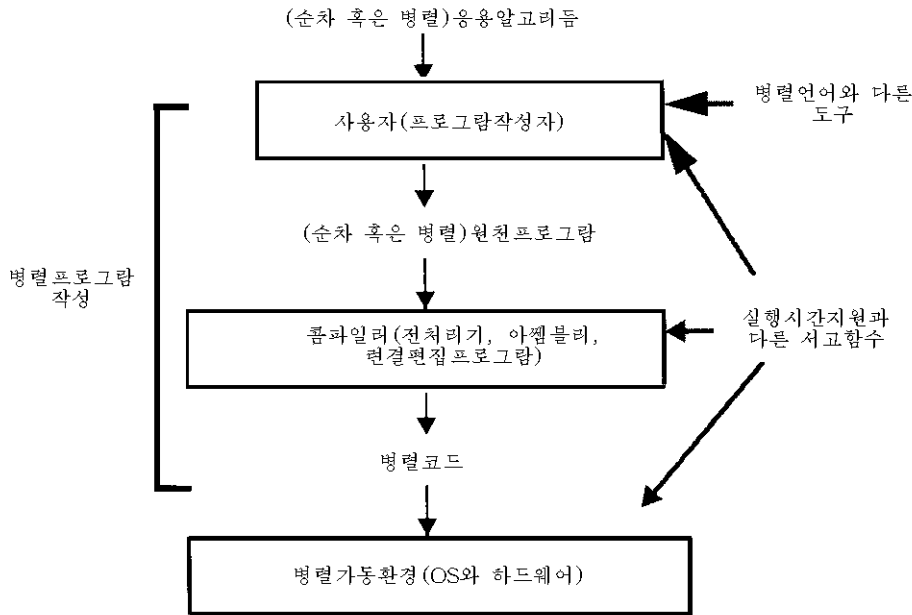 (순차 혹은 병렬)응용알고리듬
사용자(프로그람작성자)
병렬언어와 다른
도구
(순차 혹은 병렬)원천프로그람
병렬프로그람
작성
콤파일러(전처리기, 아쎔블리,
련결편집프로그람)
실행시간지원과
다른 서고함수
병렬코드
병렬가동환경(OS와 하드웨어)